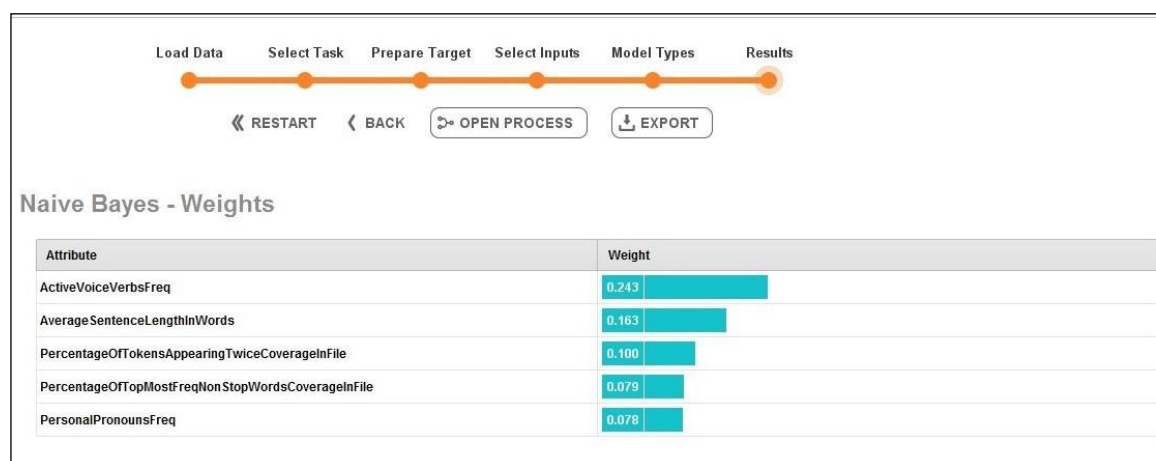 Load Data Select Task Prepare Target Select Inputs Model Types Results
RESTART BACK OPEN PROCESS EXPORT
Naive Bayes - Weights
Attribute Weight
ActiveVoiceVerbsFreq 0.243
AverageSentenceLengthInWords 0.163
PercentageOfTokensAppearingTwiceCoverageInFile 0.100
PercentageOfTopMostFreqNonStopWordsCoverageInFile 0.079
PersonalPronounsFreq 0.078